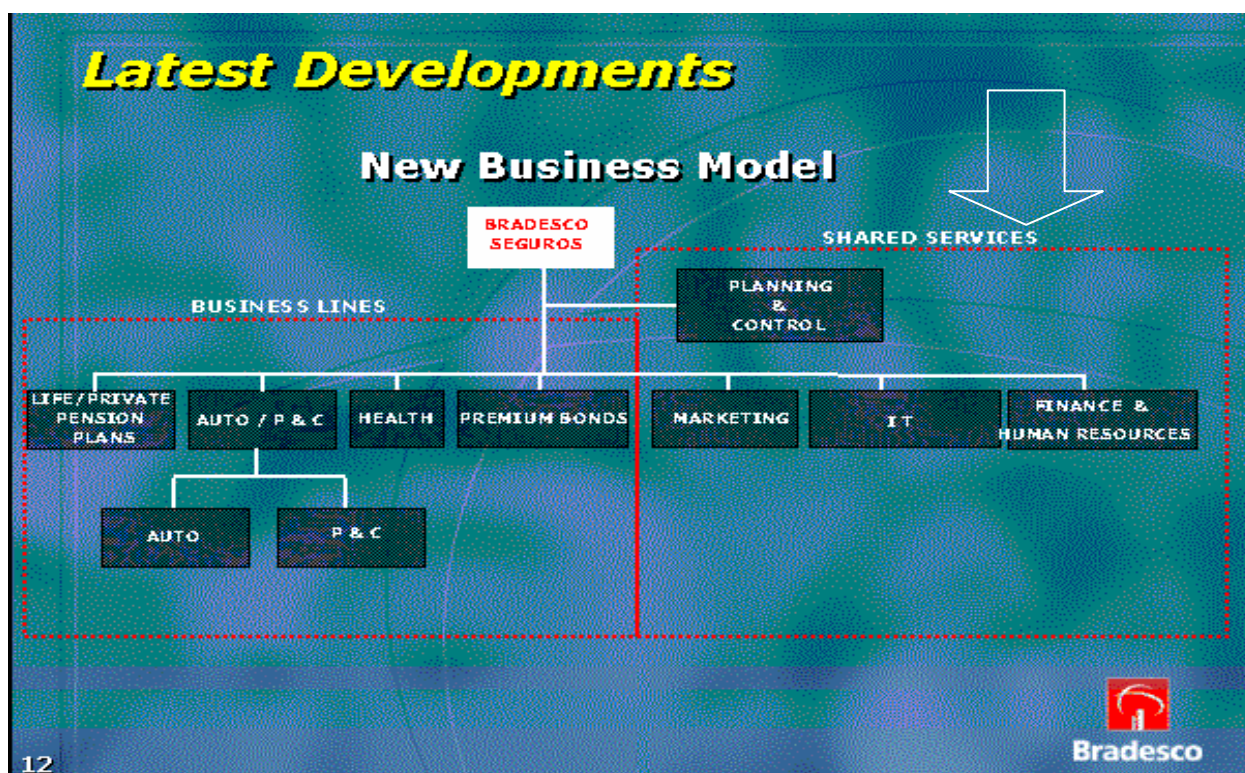 Latest Developments
New Business Model
BRADESCO
SEGUROS
SHARED SERVICES
PLANNING
&
CONTROL
BUSINESS LINES
LIFE/PRIVATE
PENSION
PLANS
AUTO / P & C
HEALTH
PREMIUM BONDS
MARKETING
IT
FINANCE &
HUMAN RESOURCES
AUTO
P & C
Bradesco
12